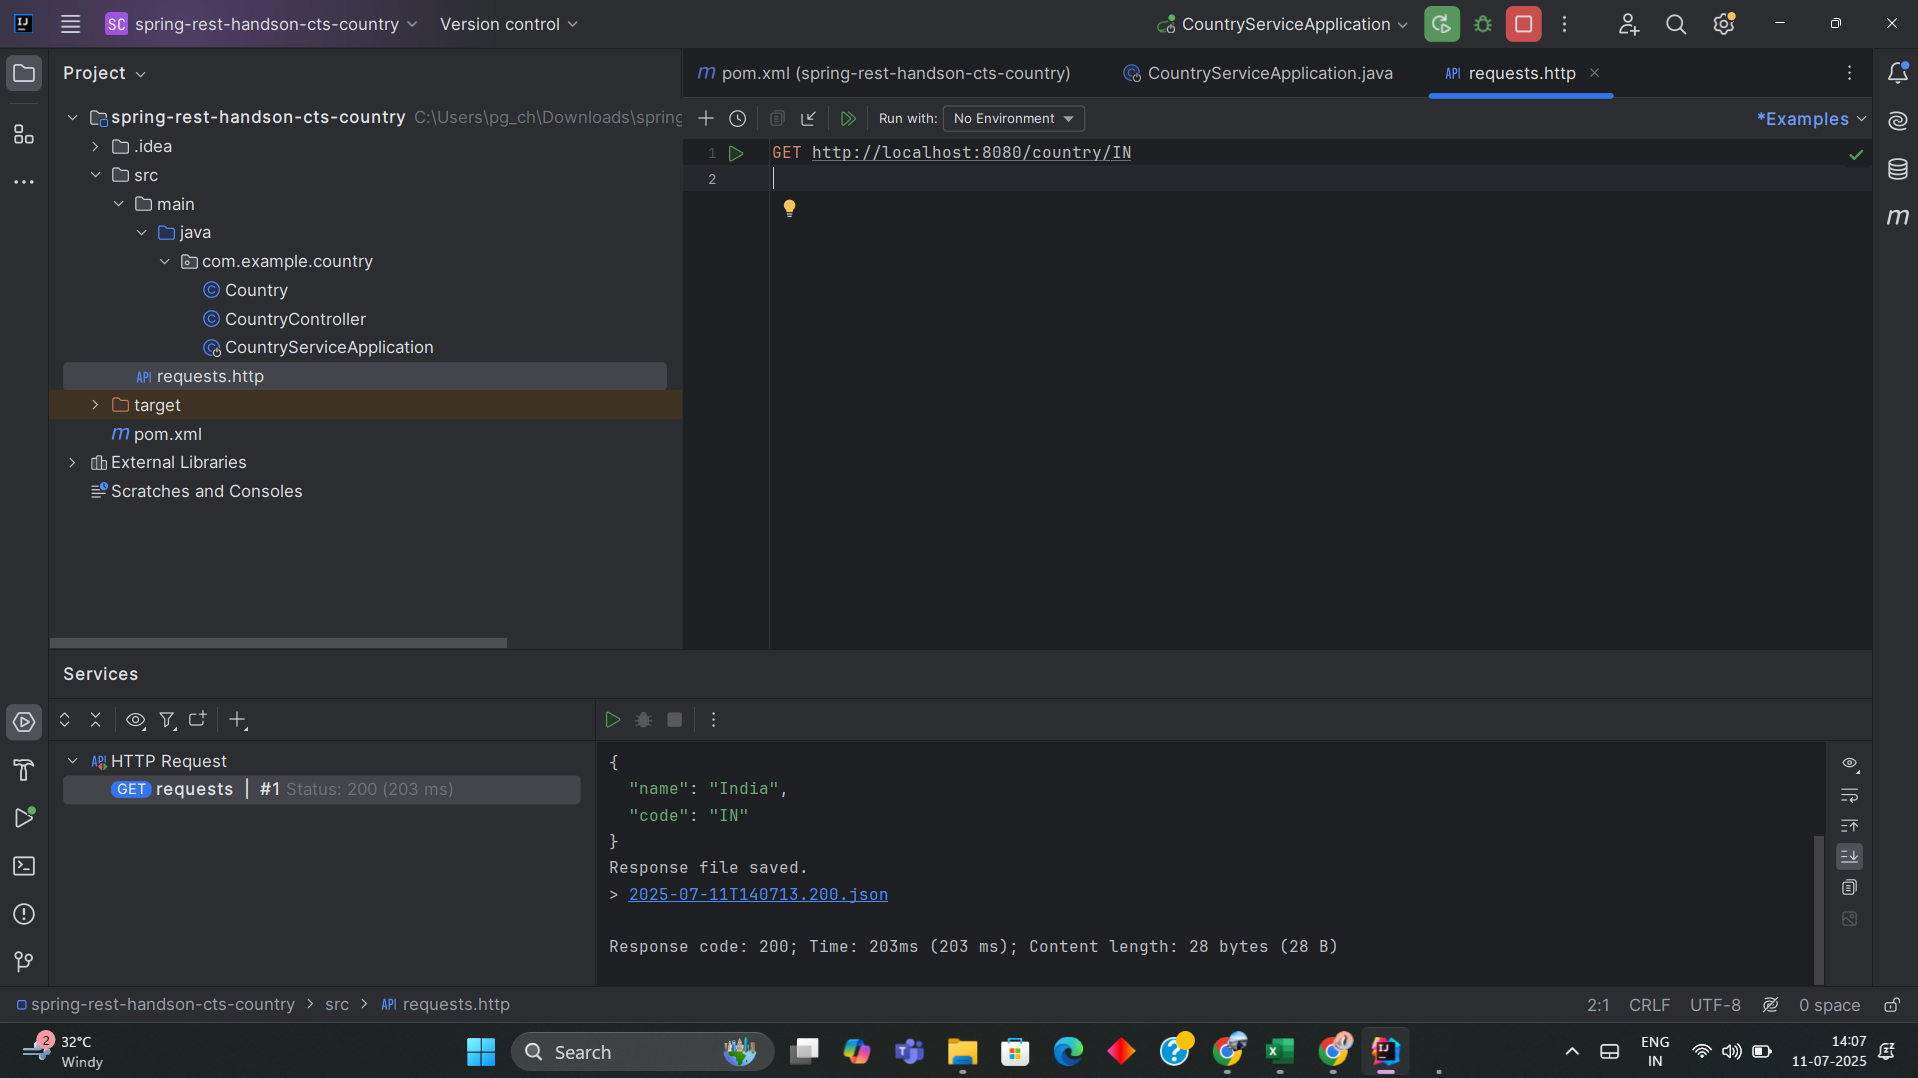 SC spring-rest-handson-cts-country Version control CountryServiceApplication
Project
pom.xml (spring-rest-handson-cts-country) CountryServiceApplication.java API requests.http
Run with: No Environment *Examples
spring-rest-handson-cts-country C:\Users\pg_ch\Downloads\spring
.idea
src
main
java
com.example.country
Country
CountryController
CountryServiceApplication
API requests.http
target
m pom.xml
External Libraries
Scratches and Consoles
1 GET http://localhost:8080/country/IN
2
Services
HTTP Request
GET requests | #1 Status: 200 (203 ms)
{
"name": "India",
"code": "IN"
}
Response file saved.
> 2025-07-11T140713.200.json
Response code: 200; Time: 203ms (203 ms); Content length: 28 bytes (28 B)
spring-rest-handson-cts-country > src > API requests.http 2:1 CRLF UTF-8 0 space
2 32°C
Windy
Search
ENG
IN
14:07
11-07-2025